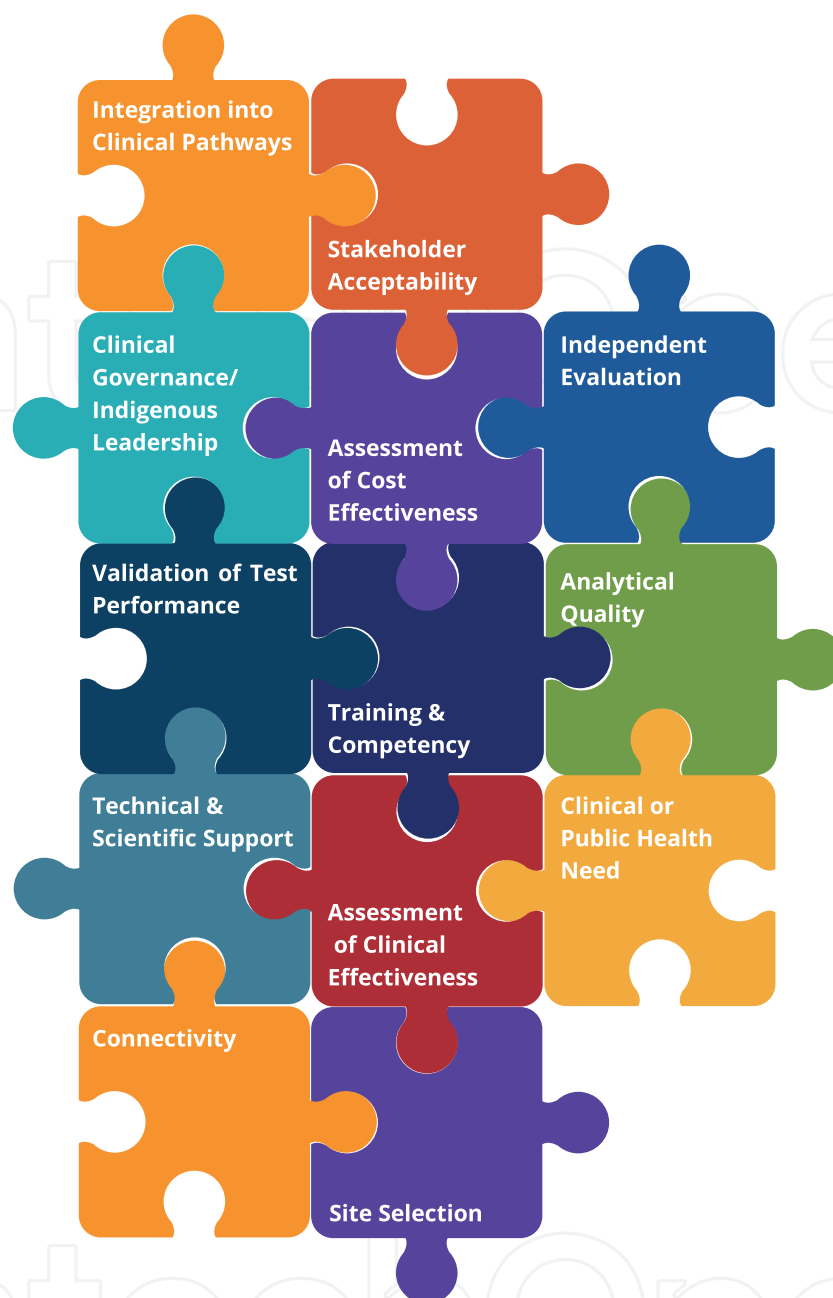 Integration into
Clinical Pathways
Stakeholder
Acceptability
Clinical
Governance/
Indigenous
Leadership
Assessment
of Cost
Effectiveness
Independent
Evaluation
Validation of Test
Performance
Training &
Competency
Analytical
Quality
Technical &
Scientific Support
Assessment
of Clinical
Effectiveness
Clinical or
Public Health
Need
Connectivity
Site Selection